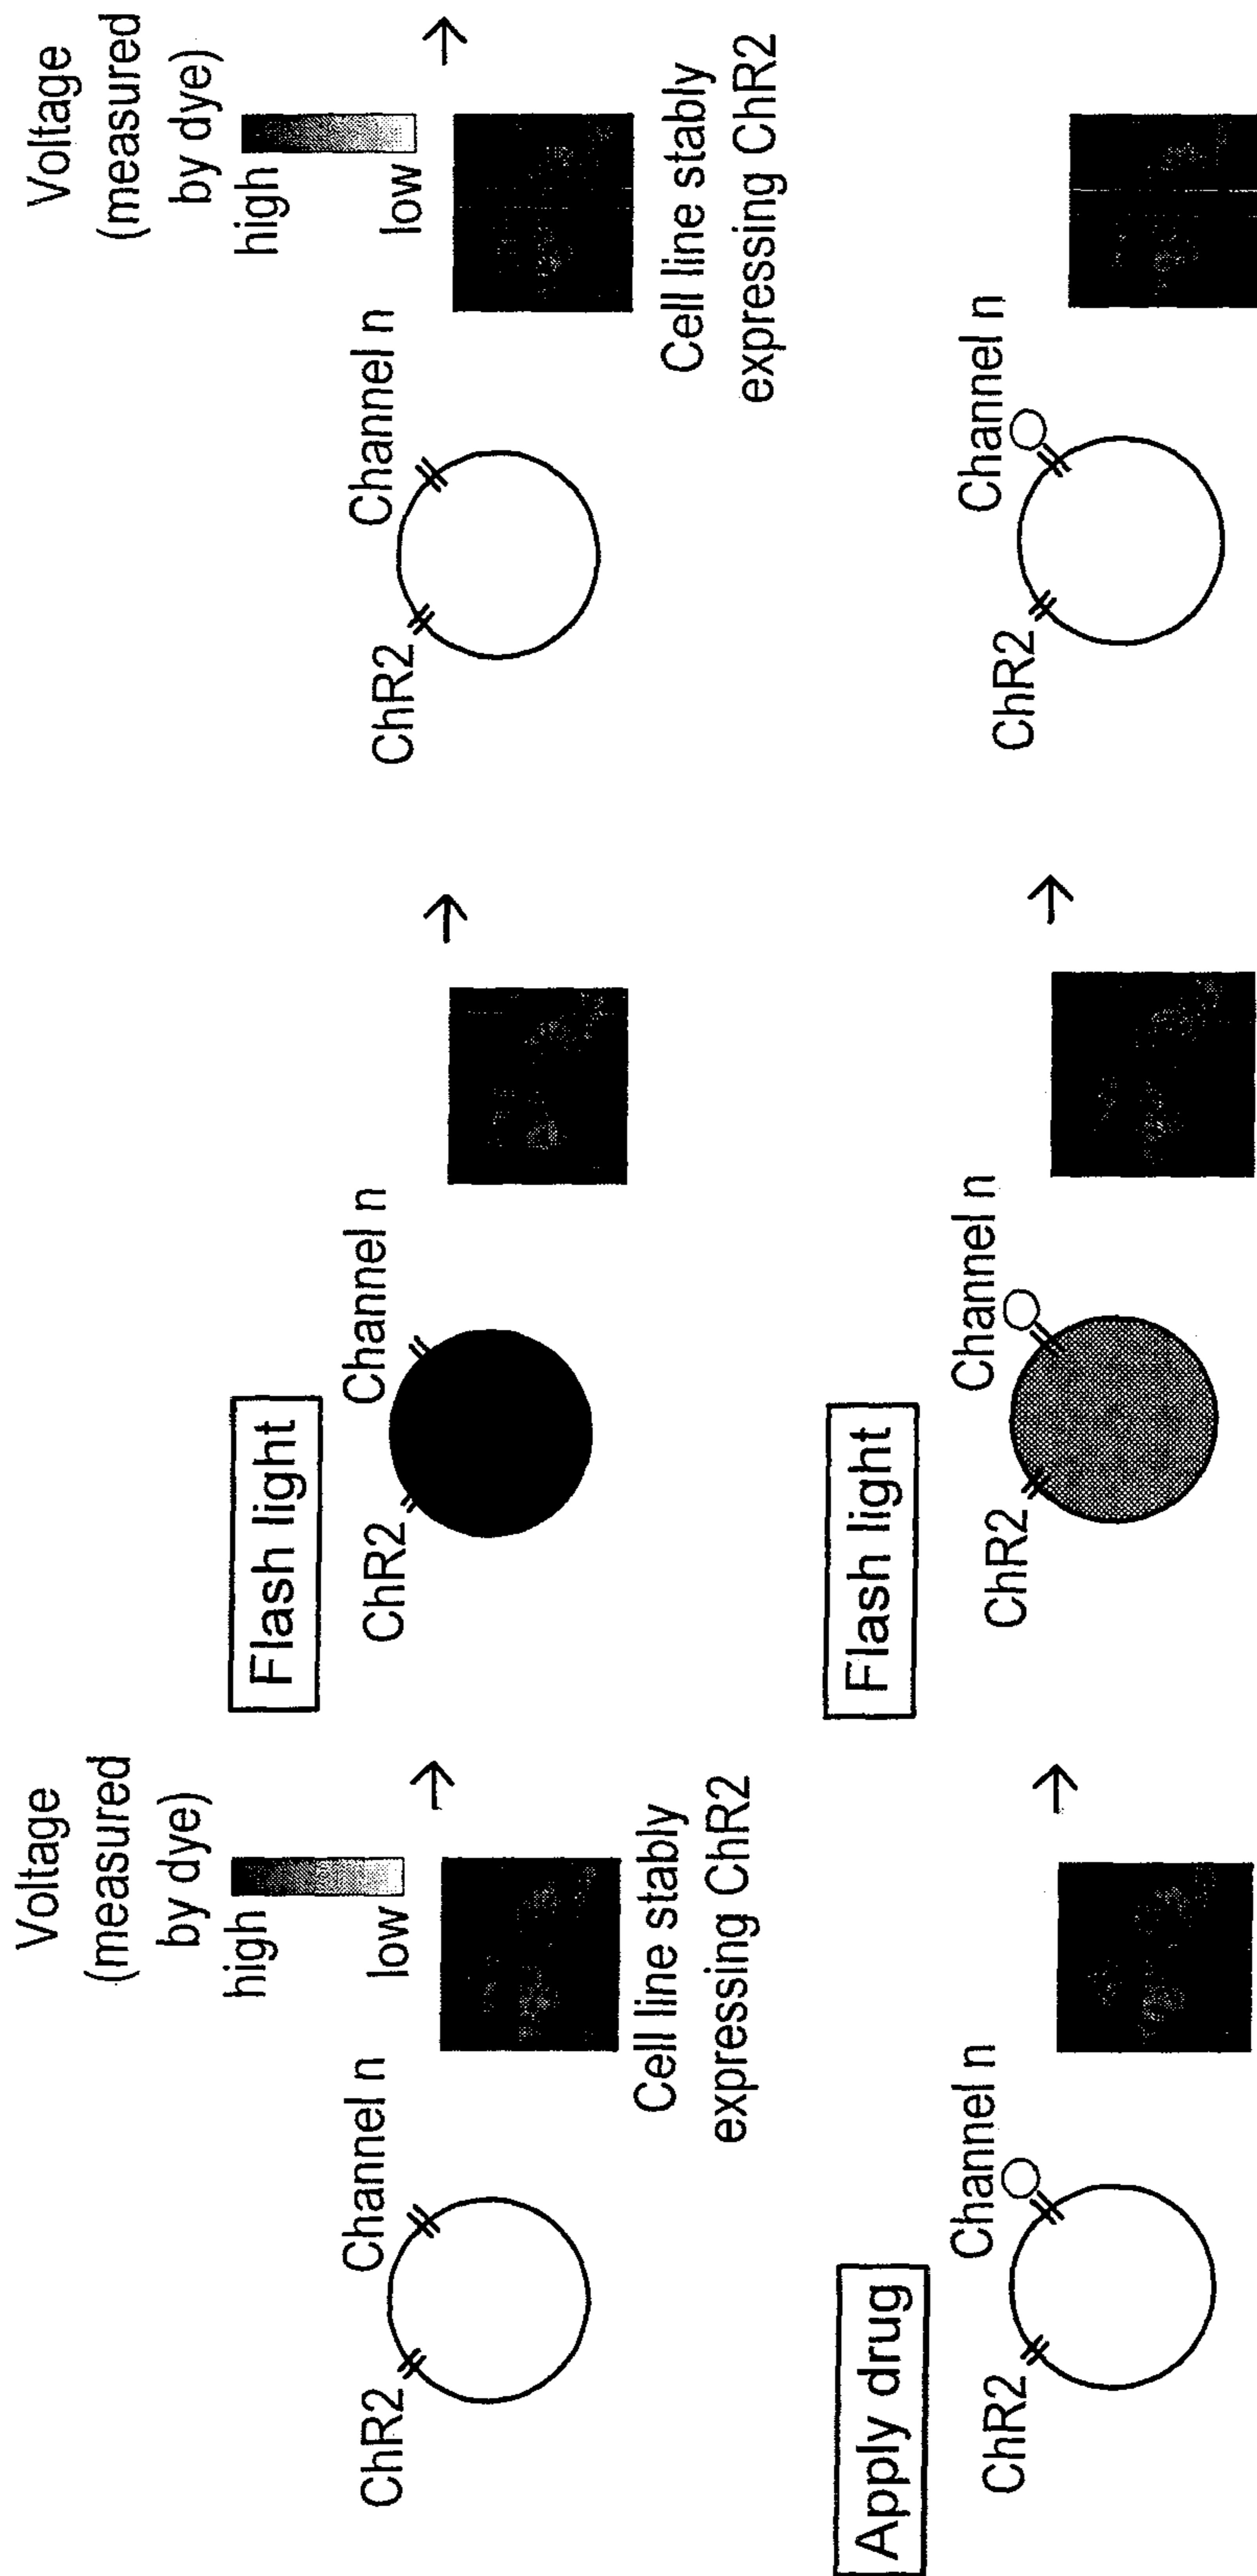 Voltage
(measured
by dye)
high
low
ChR2
Channel n
Cell line stably
expressing ChR2
Flash light
ChR2
Channel n
Voltage
(measured
by dye)
high
low
ChR2
Channel n
Cell line stably
expressing ChR2
Apply drug
ChR2
Channel n
Flash light
ChR2
Channel n
ChR2
Channel n